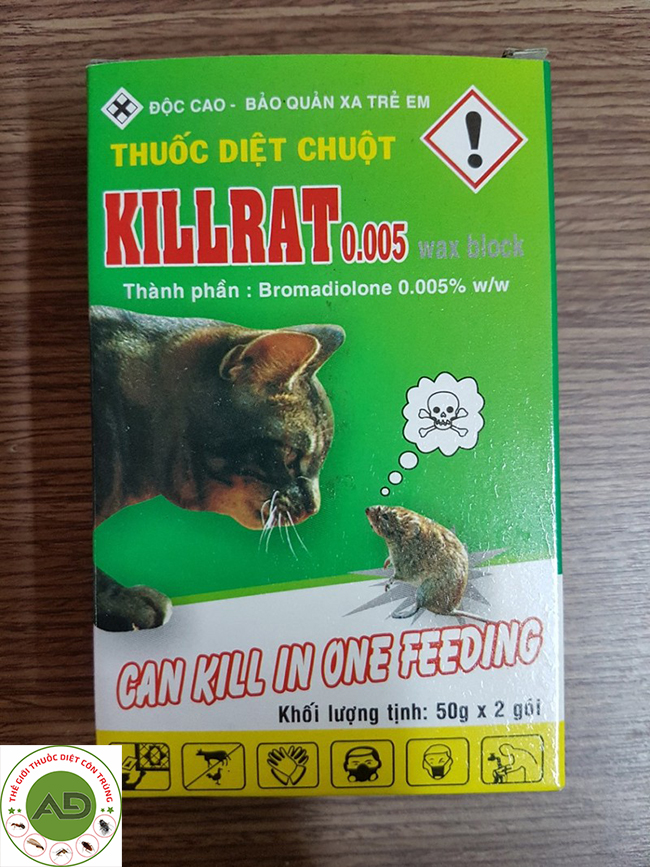 ĐỘC CAO - BẢO QUẢN XA TRẺ EM
THUỐC DIỆT CHUỘT
KILLRAT 0.005 wax block
Thành phần : Bromadiolone 0.005% w/w
CAN KILL IN ONE FEEDING
Khối lượng tịnh: 50g x 2 gói
THẾ GIỚI THUỐC DIỆT CÔN TRÙNG
AD